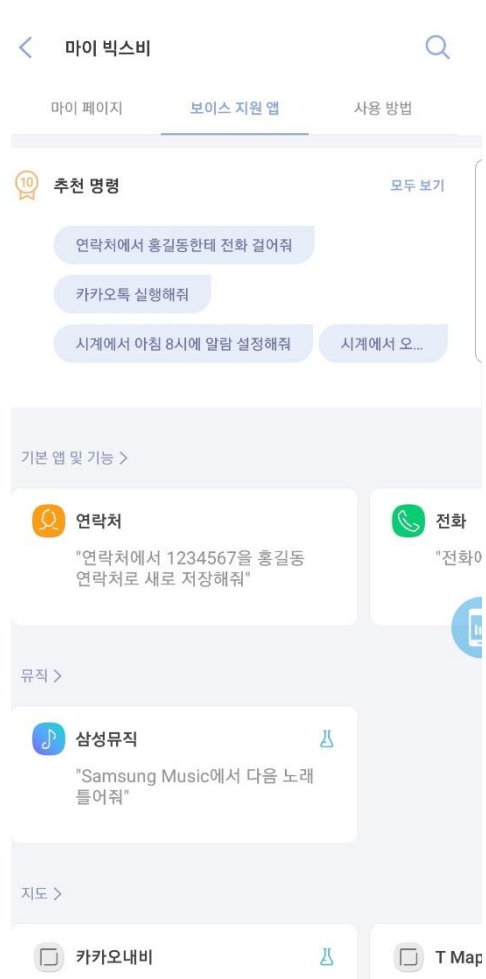 마이 빅스비
마이 페이지
보이스 지원 앱
사용 방법
10
추천 명령
모두 보기
연락처에서 홍길동한테 전화 걸어줘
카카오톡 실행해줘
시계에서 아침 8시에 알람 설정해줘
시계에서 오...
기본 앱 및 기능 >
연락처
"연락처에서 1234567을 홍길동
연락처로 새로 저장해줘"
전화
"전화에
뮤직 >
삼성뮤직
"Samsung Music에서 다음 노래
틀어줘"
지도 >
카카오내비
T Map